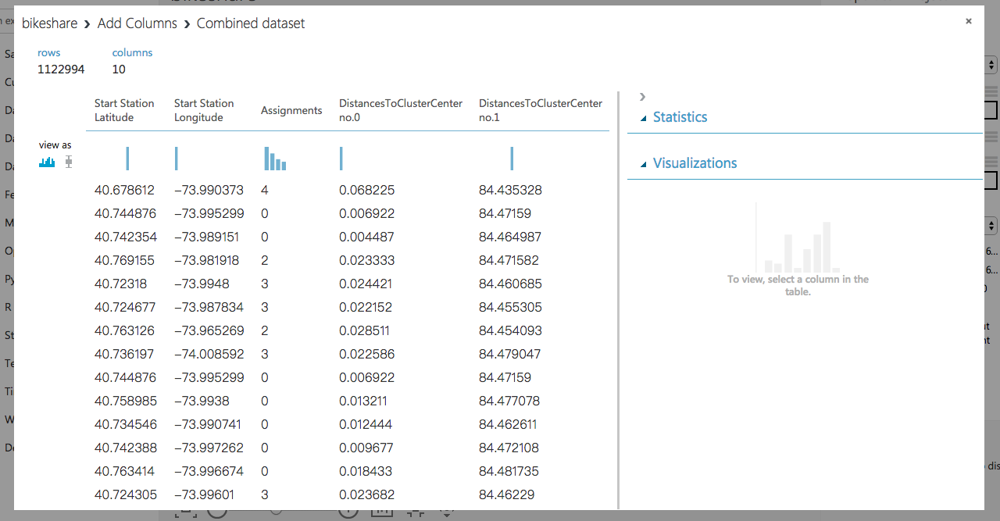 bikeshare › Add Columns › Combined dataset
×
rows columns
1122994 10
Start Station Latitude
Start Station Longitude
Assignments
DistancesToClusterCenter no.0
DistancesToClusterCenter no.1
view as
40.678612 −73.990373 4 0.068225 84.435328
40.744876 −73.995299 0 0.006922 84.47159
40.742354 −73.989151 0 0.004487 84.464987
40.769155 −73.981918 2 0.023333 84.471582
40.72318 −73.9948 3 0.024421 84.460685
40.724677 −73.987834 3 0.022152 84.455305
40.763126 −73.965269 2 0.028511 84.454093
40.736197 −74.008592 3 0.022586 84.479047
40.744876 −73.995299 0 0.006922 84.47159
40.758985 −73.9938 0 0.013211 84.477078
40.734546 −73.990741 0 0.012444 84.462611
40.742388 −73.997262 0 0.009677 84.472108
40.763414 −73.996674 0 0.018433 84.481735
40.724305 −73.99601 3 0.023682 84.46229
Statistics
Visualizations
To view, select a column in the
table.